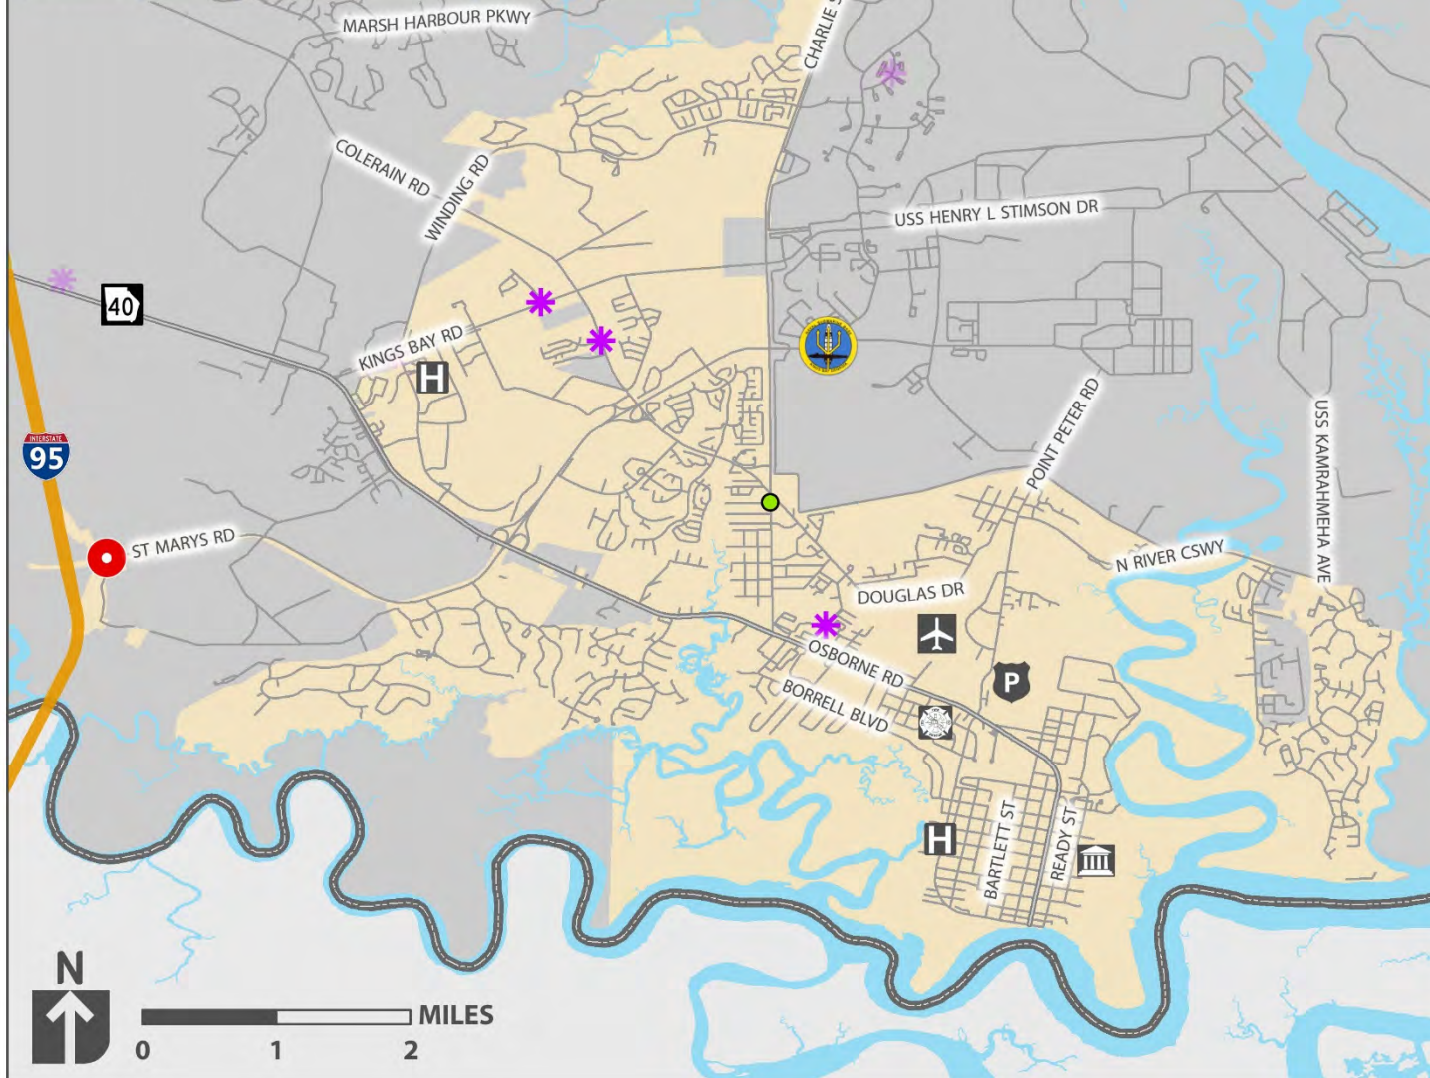 MARSH HARBOUR PKWY
CHARLIE S
COLERAIN RD
WINDING RD
USS HENRY L STIMSON DR
40
KINGS BAY RD
H
POINT PETER RD
USS KAMRAHMEHA AVE
INTERSTATE
95
ST MARYS RD
N RIVER CSWY
DOUGLAS DR
OSBORNE RD
P
BORRELL BLVD
H
BARTLETT ST
READY ST
N
MILES
0 1 2